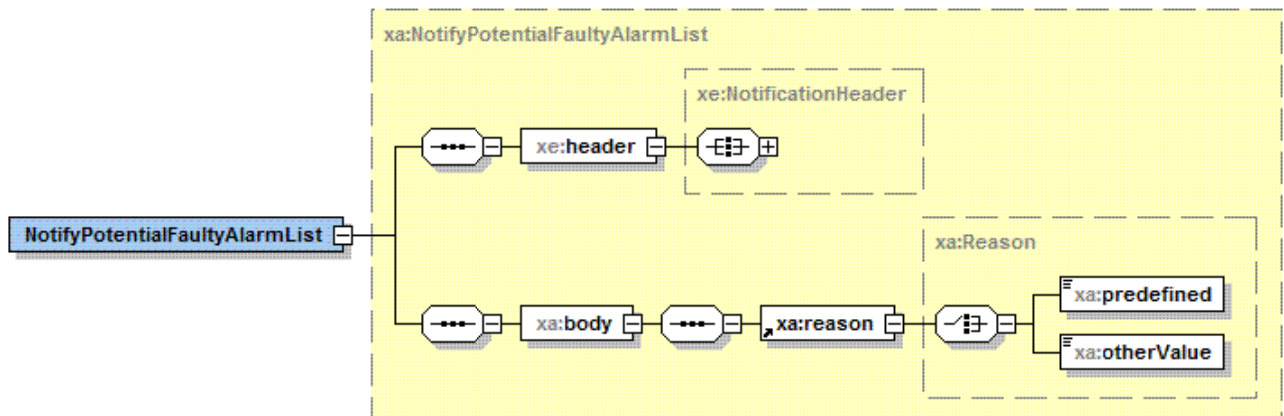 xa:NotifyPotentialFaultyAlarmList
xe:NotificationHeader
xe:header
NotifyPotentialFaultyAlarmList
xa:Reason
xa:predefined
xa:body
xa:reason
xa:otherValue